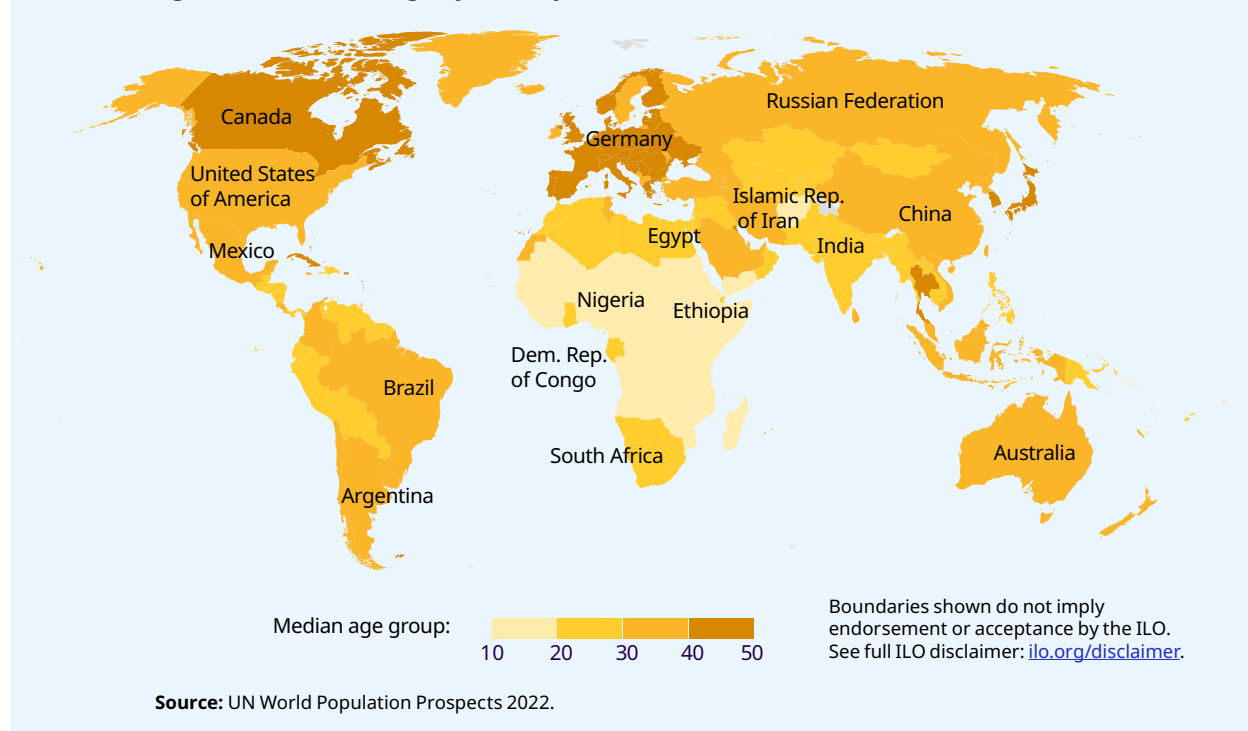 Canada
Russian Federation
Germany
United States
of America
Islamic Rep.
of Iran
China
Mexico
Egypt
India
Nigeria
Ethiopia
Dem. Rep.
of Congo
Brazil
South Africa
Australia
Argentina
Median age group:
10 20 30 40 50
Boundaries shown do not imply
endorsement or acceptance by the ILO.
See full ILO disclaimer: ilo.org/disclaimer.
Source: UN World Population Prospects 2022.